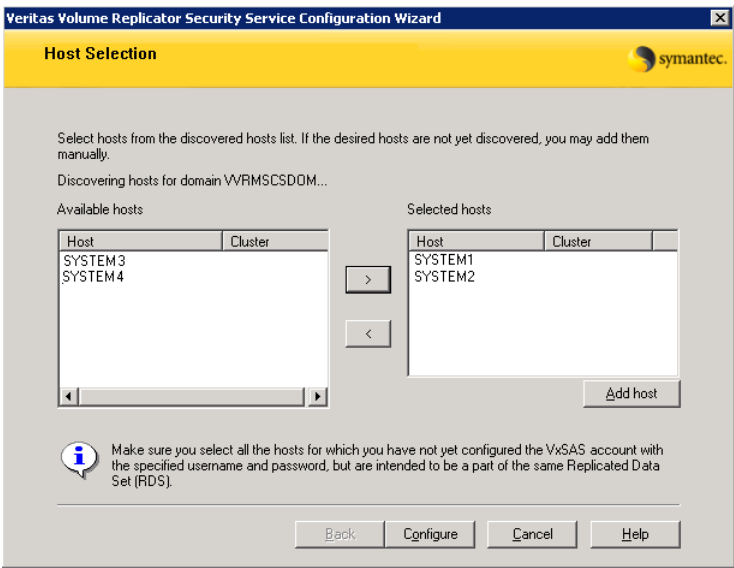 Veritas Volume Replicator Security Service Configuration Wizard
Host Selection
symantec.
Select hosts from the discovered hosts list. If the desired hosts are not yet discovered, you may add them
manually.
Discovering hosts for domain VVRMSCSDOM...
Available hosts
Selected hosts
Host Cluster
Host Cluster
SYSTEM3
SYSTEM4
SYSTEM1
SYSTEM2
>
<
Add host
Make sure you select all the hosts for which you have not yet configured the VxSAS account with
the specified username and password, but are intended to be a part of the same Replicated Data
Set (RDS).
Back Configure Cancel Help